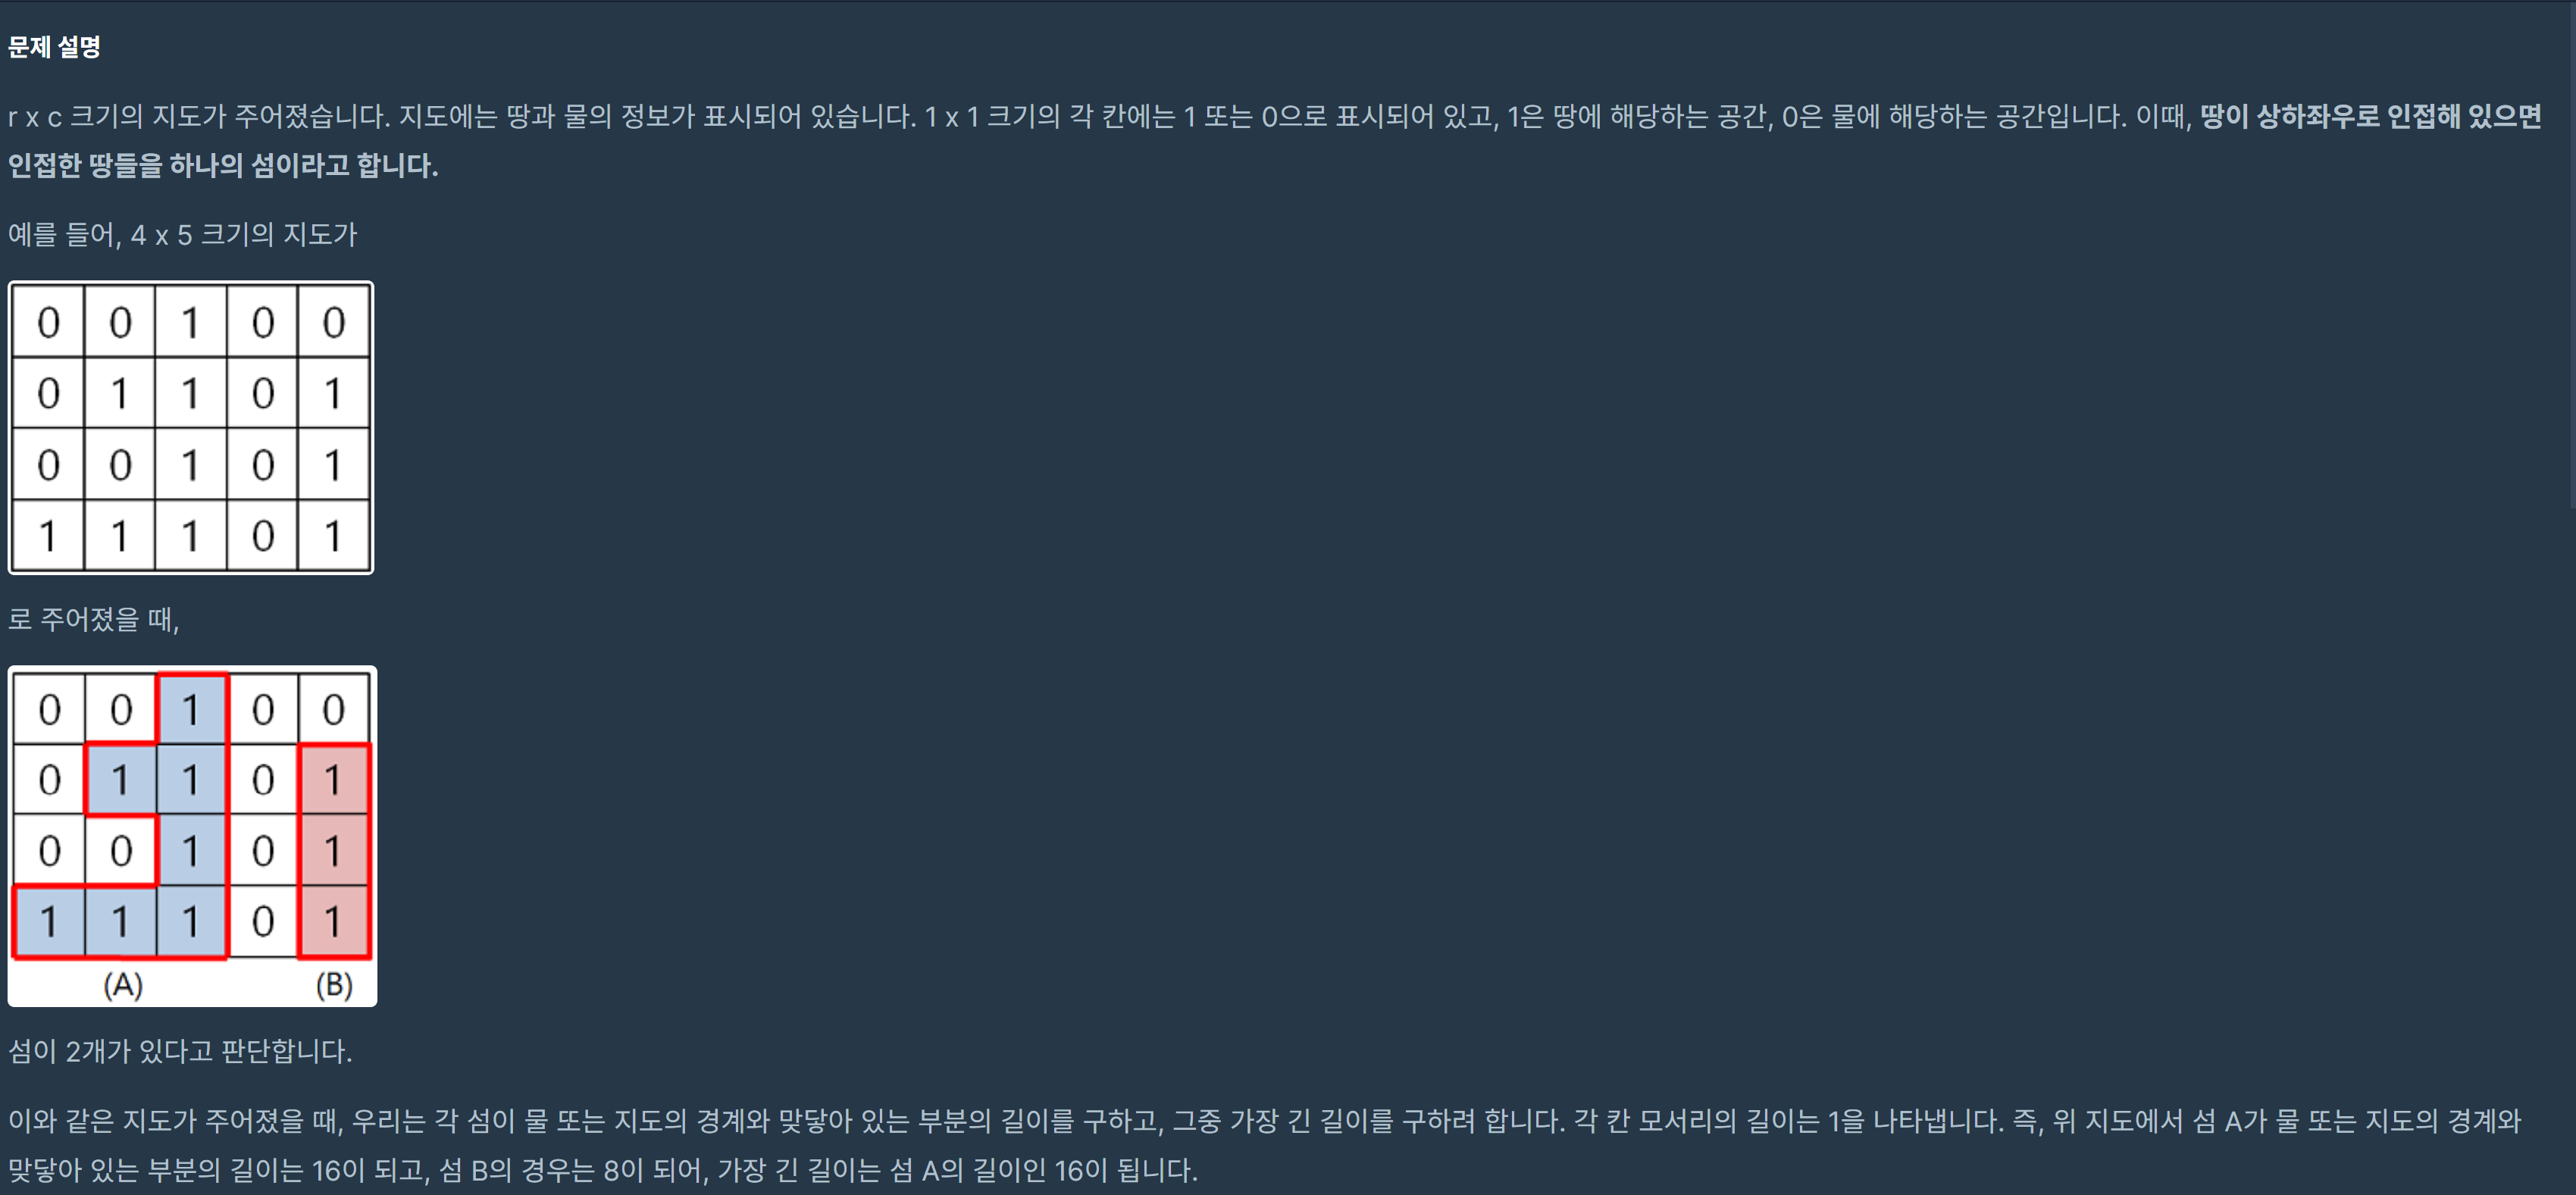 문제 설명
r x c 크기의 지도가 주어졌습니다. 지도에는 땅과 물의 정보가 표시되어 있습니다. 1 x 1 크기의 각 칸에는 1 또는 0으로 표시되어 있고, 1은 땅에 해당하는 공간, 0은 물에 해당하는 공간입니다. 이때, 땅이 상하좌우로 인접해 있으면
인접한 땅들을 하나의 섬이라고 합니다.
예를 들어, 4 x 5 크기의 지도가
0 0 1 0 0
0 1 1 0 1
0 0 1 0 1
1 1 1 0 1
로 주어졌을 때,
0 0 1 0 0
0 1 1 0 1
0 0 1 0 1
1 1 1 0 1
(A) (B)
섬이 2개가 있다고 판단합니다.
이와 같은 지도가 주어졌을 때, 우리는 각 섬이 물 또는 지도의 경계와 맞닿아 있는 부분의 길이를 구하고, 그중 가장 긴 길이를 구하려 합니다. 각 칸 모서리의 길이는 1을 나타냅니다. 즉, 위 지도에서 섬 A가 물 또는 지도의 경계와
맞닿아 있는 부분의 길이는 16이 되고, 섬 B의 경우는 8이 되어, 가장 긴 길이는 섬 A의 길이인 16이 됩니다.